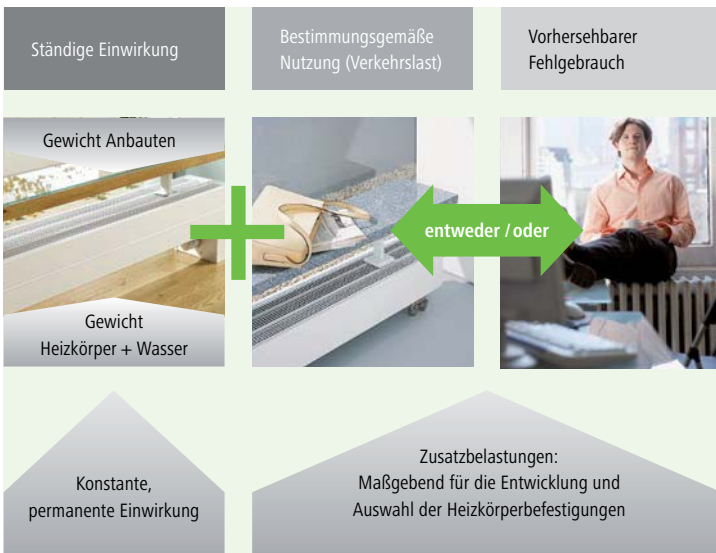 Ständige Einwirkung
Bestimmungsgemäße
Nutzung (Verkehrslast)
Vorhersehbarer
Fehlgebrauch
Gewicht Anbauten
entweder / oder
Gewicht
Heizkörper + Wasser
Konstante,
permanente Einwirkung
Zusatzbelastungen:
Maßgebend für die Entwicklung und
Auswahl der Heizkörperbefestigungen